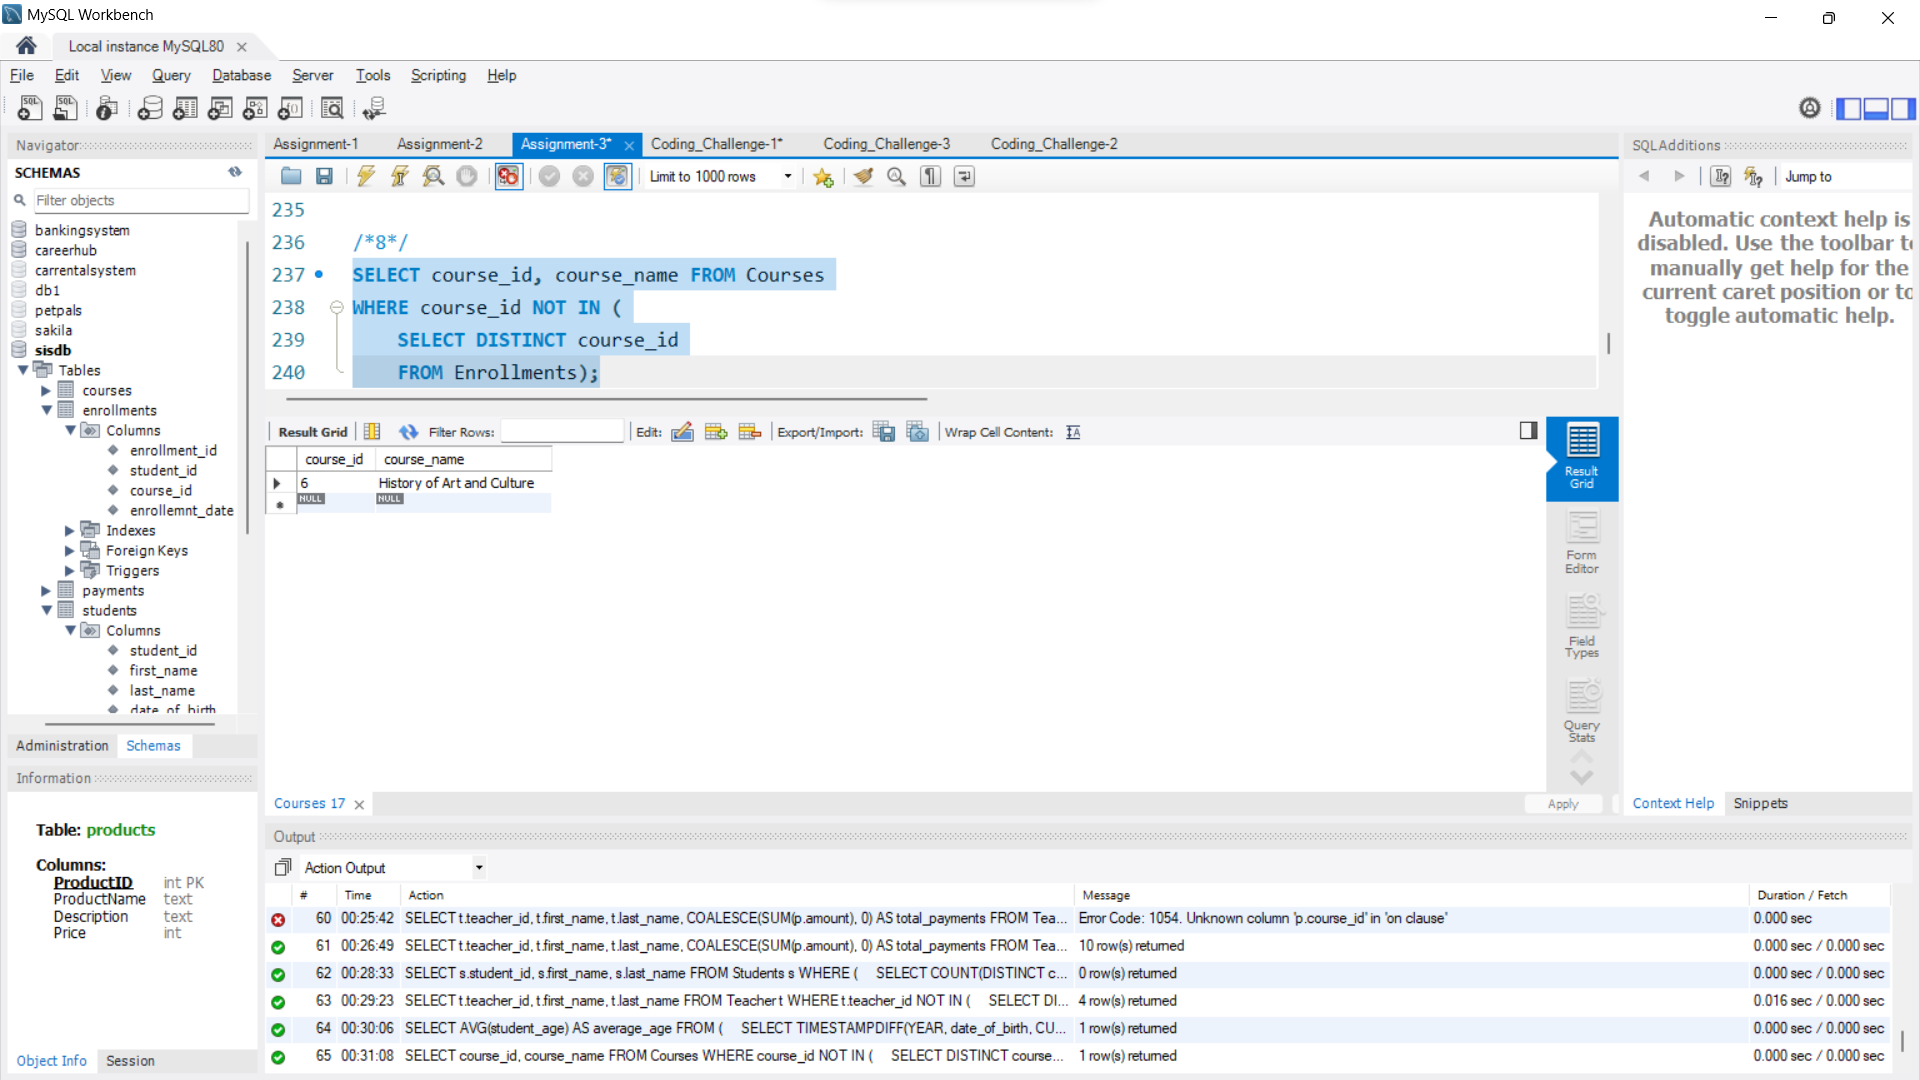 MySQL Workbench
Local instance MySQL80
File Edit View Query Database Server Tools Scripting Help
Navigator
SCHEMAS
Filter objects
bankingsystem
careerhub
carrentalsystem
db1
petpals
sakila
sisdb
Tables
courses
enrollments
Columns
enrollment_id
student_id
course_id
enrollemnt_date
Indexes
Foreign Keys
Triggers
payments
students
Columns
student_id
first_name
last_name
date_of_birth
Administration Schemas
Information
Table: products
Columns:
ProductID int PK
ProductName text
Description text
Price int
Object Info Session
Assignment-1 Assignment-2 Assignment-3* Coding_Challenge-1* Coding_Challenge-3 Coding_Challenge-2
Limit to 1000 rows
235
236 /*8*/
237 SELECT course_id, course_name FROM Courses
238 WHERE course_id NOT IN (
239 SELECT DISTINCT course_id
240 FROM Enrollments);
Result Grid Filter Rows: Edit: Export/Import: Wrap Cell Content:
course_id course_name
6 History of Art and Culture
NULL NULL
Result Grid
Form Editor
Field Types
Query Stats
Courses 17
Apply
SQLAdditions
Jump to
Automatic context help is
disabled. Use the toolbar to
manually get help for the
current caret position or to
toggle automatic help.
Context Help Snippets
Output
Action Output
# Time Action Message Duration / Fetch
60 00:25:42 SELECT t.teacher_id, t.first_name, t.last_name, COALESCE(SUM(p.amount), 0) AS total_payments FROM Tea... Error Code: 1054. Unknown column 'p.course_id' in 'on clause' 0.000 sec
61 00:26:49 SELECT t.teacher_id, t.first_name, t.last_name, COALESCE(SUM(p.amount), 0) AS total_payments FROM Tea... 10 row(s) returned 0.000 sec / 0.000 sec
62 00:28:33 SELECT s.student_id, s.first_name, s.last_name FROM Students s WHERE ( SELECT COUNT(DISTINCT c... 0 row(s) returned 0.000 sec / 0.000 sec
63 00:29:23 SELECT t.teacher_id, t.first_name, t.last_name FROM Teacher t WHERE t.teacher_id NOT IN ( SELECT DI... 4 row(s) returned 0.016 sec / 0.000 sec
64 00:30:06 SELECT AVG(student_age) AS average_age FROM ( SELECT TIMESTAMPDIFF(YEAR, date_of_birth, CU... 1 row(s) returned 0.000 sec / 0.000 sec
65 00:31:08 SELECT course_id, course_name FROM Courses WHERE course_id NOT IN ( SELECT DISTINCT course... 1 row(s) returned 0.000 sec / 0.000 sec